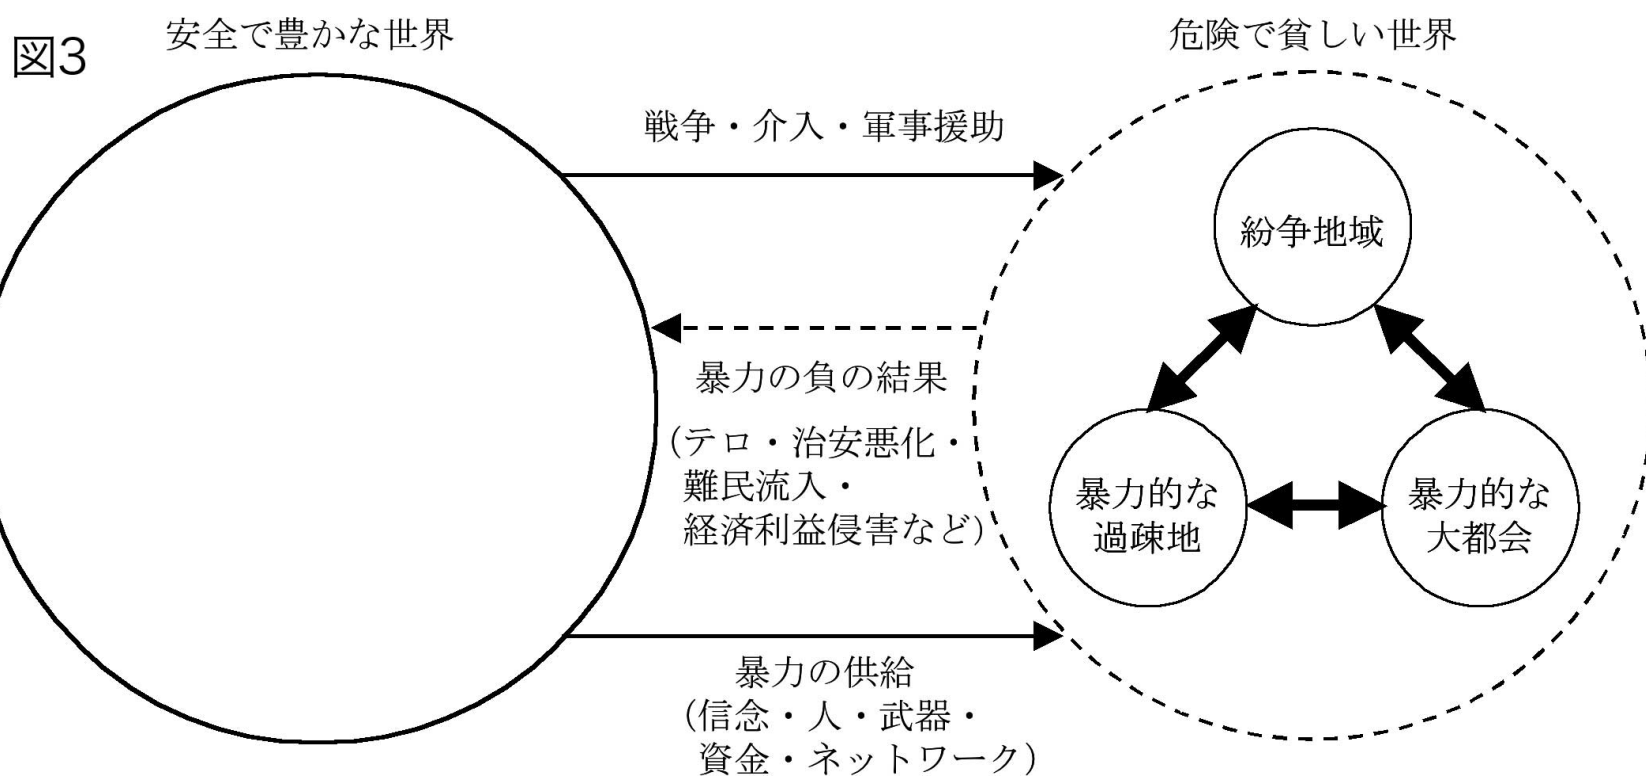 図3
安全で豊かな世界
危険で貧しい世界
戦争・介入・軍事援助
紛争地域
暴力の負の結果
（テロ・治安悪化・
難民流入・
経済利益侵害など）
暴力的な
過疎地
暴力的な
大都会
暴力の供給
（信念・人・武器・
資金・ネットワーク）